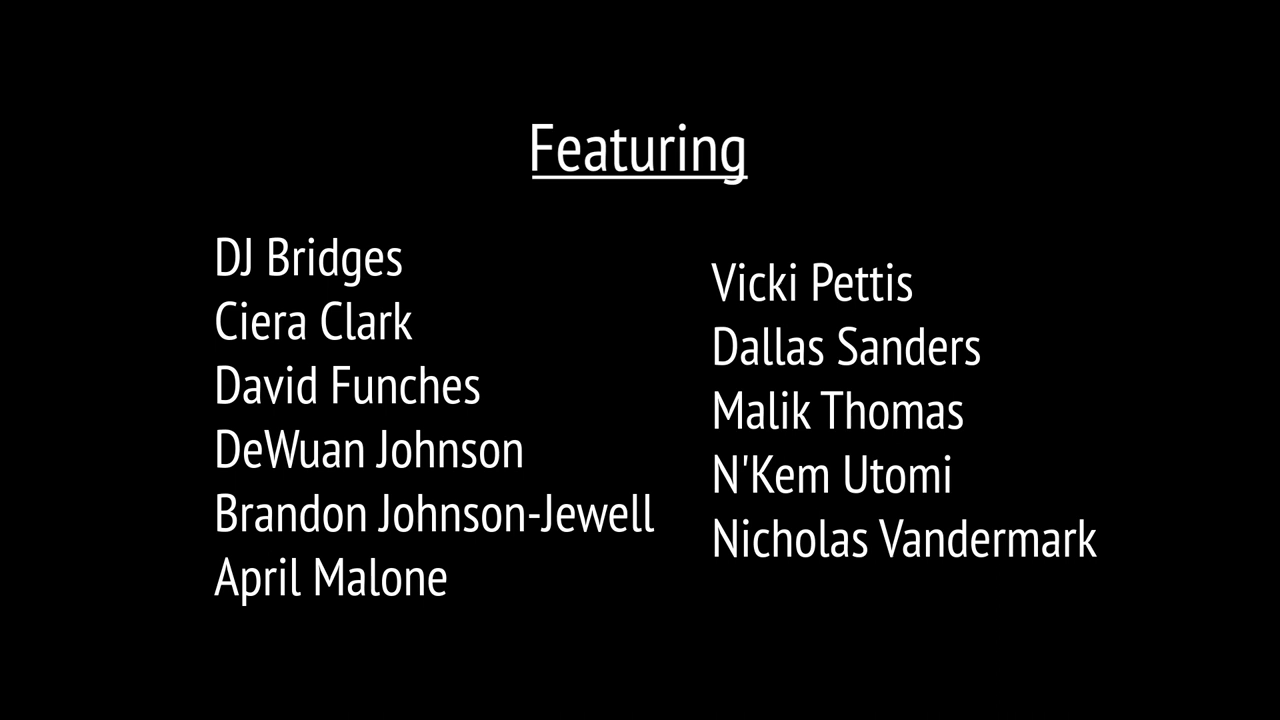 Featuring
DJ Bridges
Ciera Clark
David Funches
DeWuan Johnson
Brandon Johnson-Jewell
April Malone
Vicki Pettis
Dallas Sanders
Malik Thomas
N'Kem Utomi
Nicholas Vandermark